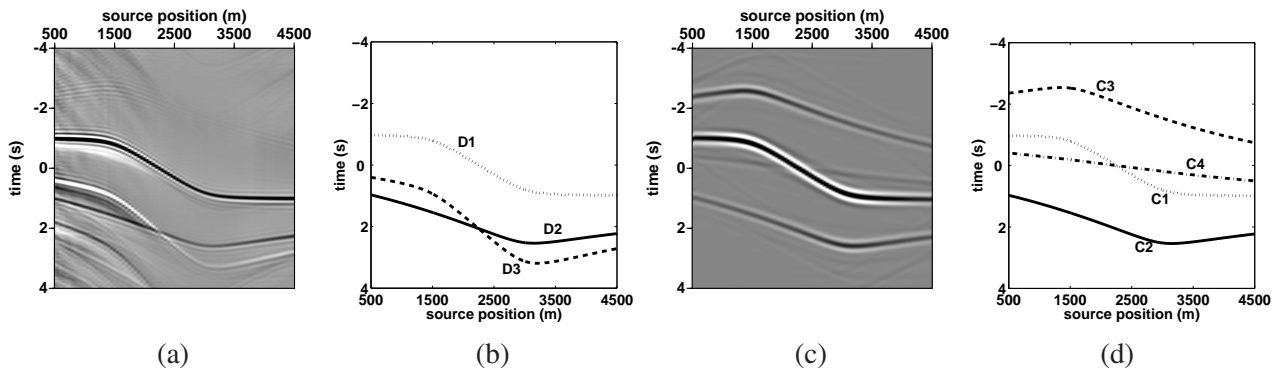 source position (m)
500 1500 2500 3500 4500
-4
-2
0
2
4
time (s)
(a)
−4
−2
0
2
4
time (s)
D1
D2
D3
500 1500 2500 3500 4500
source position (m)
(b)
source position (m)
500 1500 2500 3500 4500
-4
-2
0
2
4
time (s)
(c)
−4
−2
0
2
4
time (s)
C3
C4
C1
C2
500 1500 2500 3500 4500
source position (m)
(d)